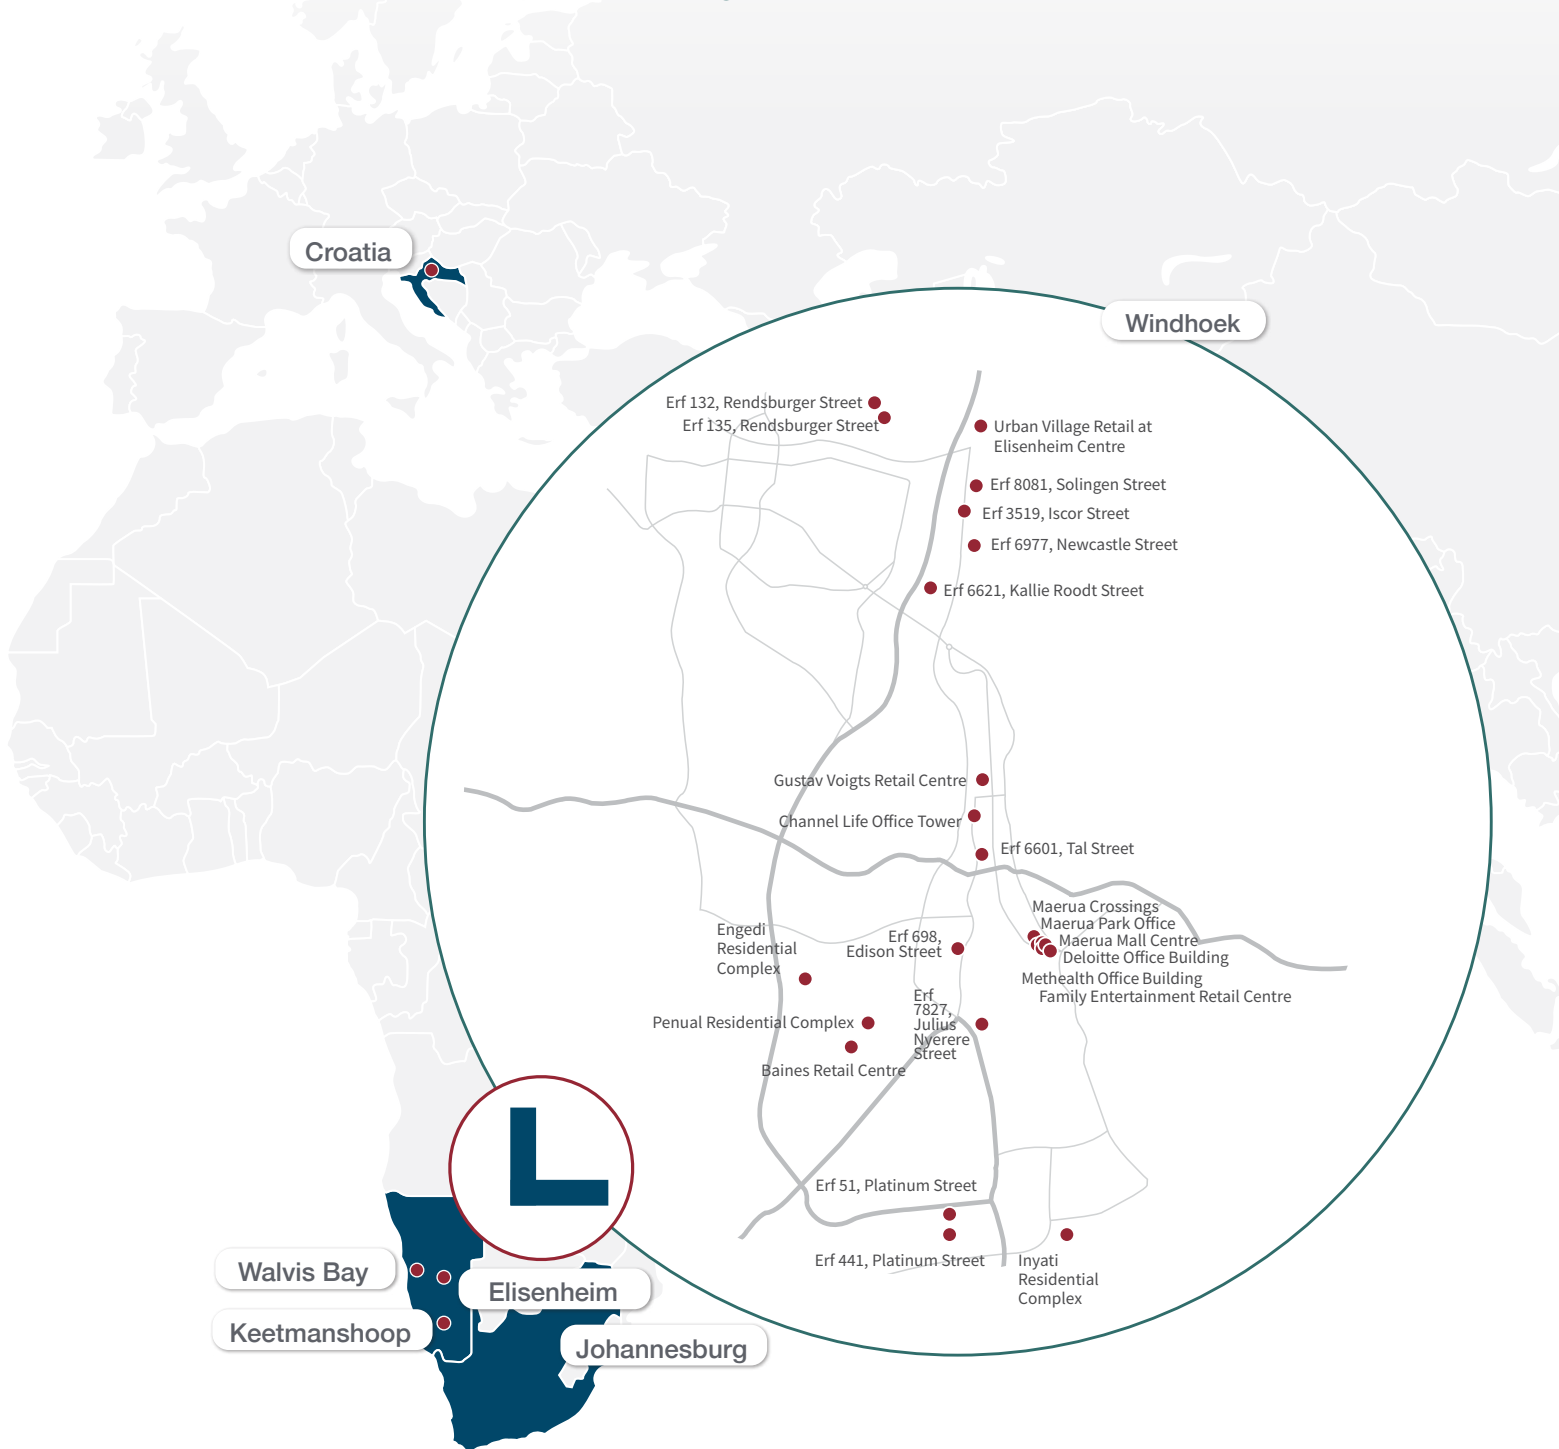 Croatia
Windhoek
Erf 132, Rendsburger Street
Erf 135, Rendsburger Street
Urban Village Retail at
Elisenheim Centre
Erf 8081, Solingen Street
Erf 3519, Iscor Street
Erf 6977, Newcastle Street
Erf 6621, Kallie Roodt Street
Gustav Voigts Retail Centre
Channel Life Office Tower
Erf 6601, Tal Street
Maerua Crossings
Maerua Park Office
Maerua Mall Centre
Deloitte Office Building
Methealth Office Building
Family Entertainment Retail Centre
Engedi
Residential
Complex
Erf 698,
Edison Street
Penual Residential Complex
Baines Retail Centre
Erf
7827,
Julius
Nyerere
Street
Erf 51, Platinum Street
Erf 441, Platinum Street
Inyati
Residential
Complex
Walvis Bay
Elisenheim
Keetmanshoop
Johannesburg